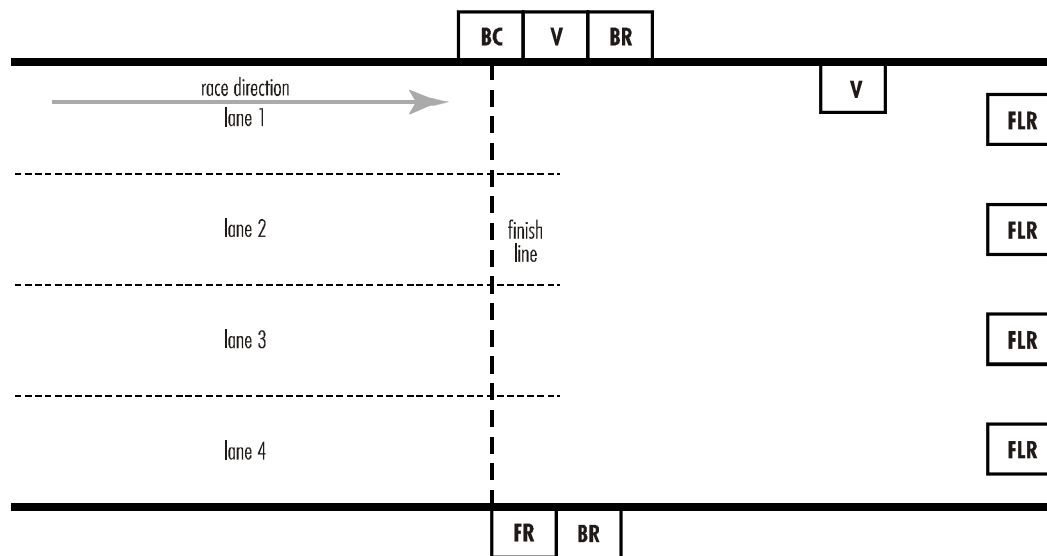 BC V BR
race direction
lane 1
V
FLR
lane 2
finish
line
FLR
lane 3
FLR
lane 4
FLR
FR BR